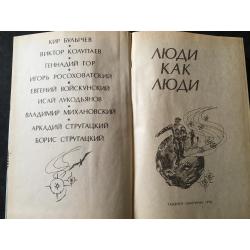 КИР БУЛЫЧЕВ
ВИКТОР КОЛУПАЕВ
ГЕННАДИЙ ГОР
ИГОРЬ РОСОХОВАТСКИЙ
ЕВГЕНИЙ ВОЙСКУНСКИЙ
ИСАЙ ЛУКОДЬЯНОВ
ВЛАДИМИР МИХАНОВСКИЙ
АРКАДИЙ СТРУГАЦКИЙ
БОРИС СТРУГАЦКИЙ
ЛЮДИ
КАК
ЛЮДИ